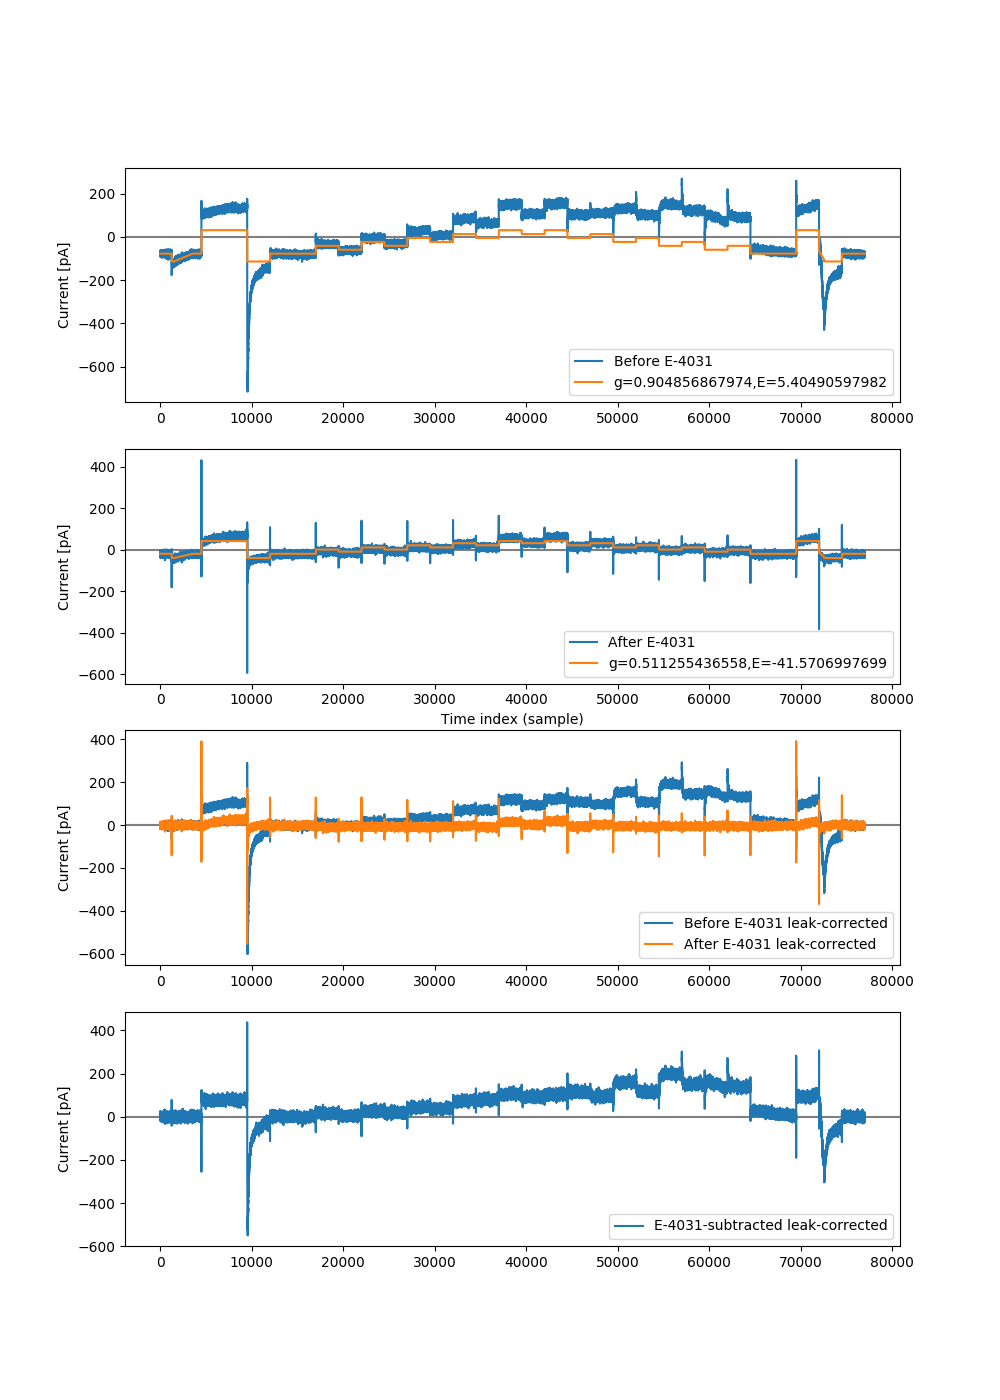 200
0
−200
−400
−600
Current [pA]
Before E-4031
g=0.904856867974,E=5.40490597982
0 10000 20000 30000 40000 50000 60000 70000 80000
400
200
0
−200
−400
−600
Current [pA]
After E-4031
g=0.511255436558,E=-41.5706997699
0 10000 20000 30000 40000 50000 60000 70000 80000
Time index (sample)
400
200
0
−200
−400
−600
Current [pA]
Before E-4031 leak-corrected
After E-4031 leak-corrected
0 10000 20000 30000 40000 50000 60000 70000 80000
400
200
0
−200
−400
−600
Current [pA]
E-4031-subtracted leak-corrected
0 10000 20000 30000 40000 50000 60000 70000 80000